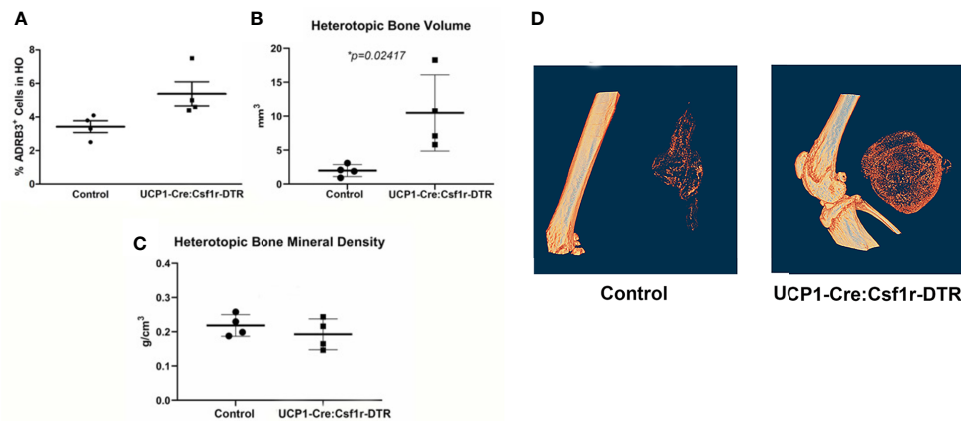 A
% ADRB3+ Cells in HO
8
6
4
2
0
Control
UCP1-Cre:Csf1r-DTR
B
Heterotopic Bone Volume
*p=0.02417
mm3
20
15
10
5
0
Control
UCP1-Cre:Csf1r-DTR
C
Heterotopic Bone Mineral Density
g/cm3
0.4
0.3
0.2
0.1
0.0
Control
UCP1-Cre:Csf1r-DTR
D
Control
UCP1-Cre:Csf1r-DTR